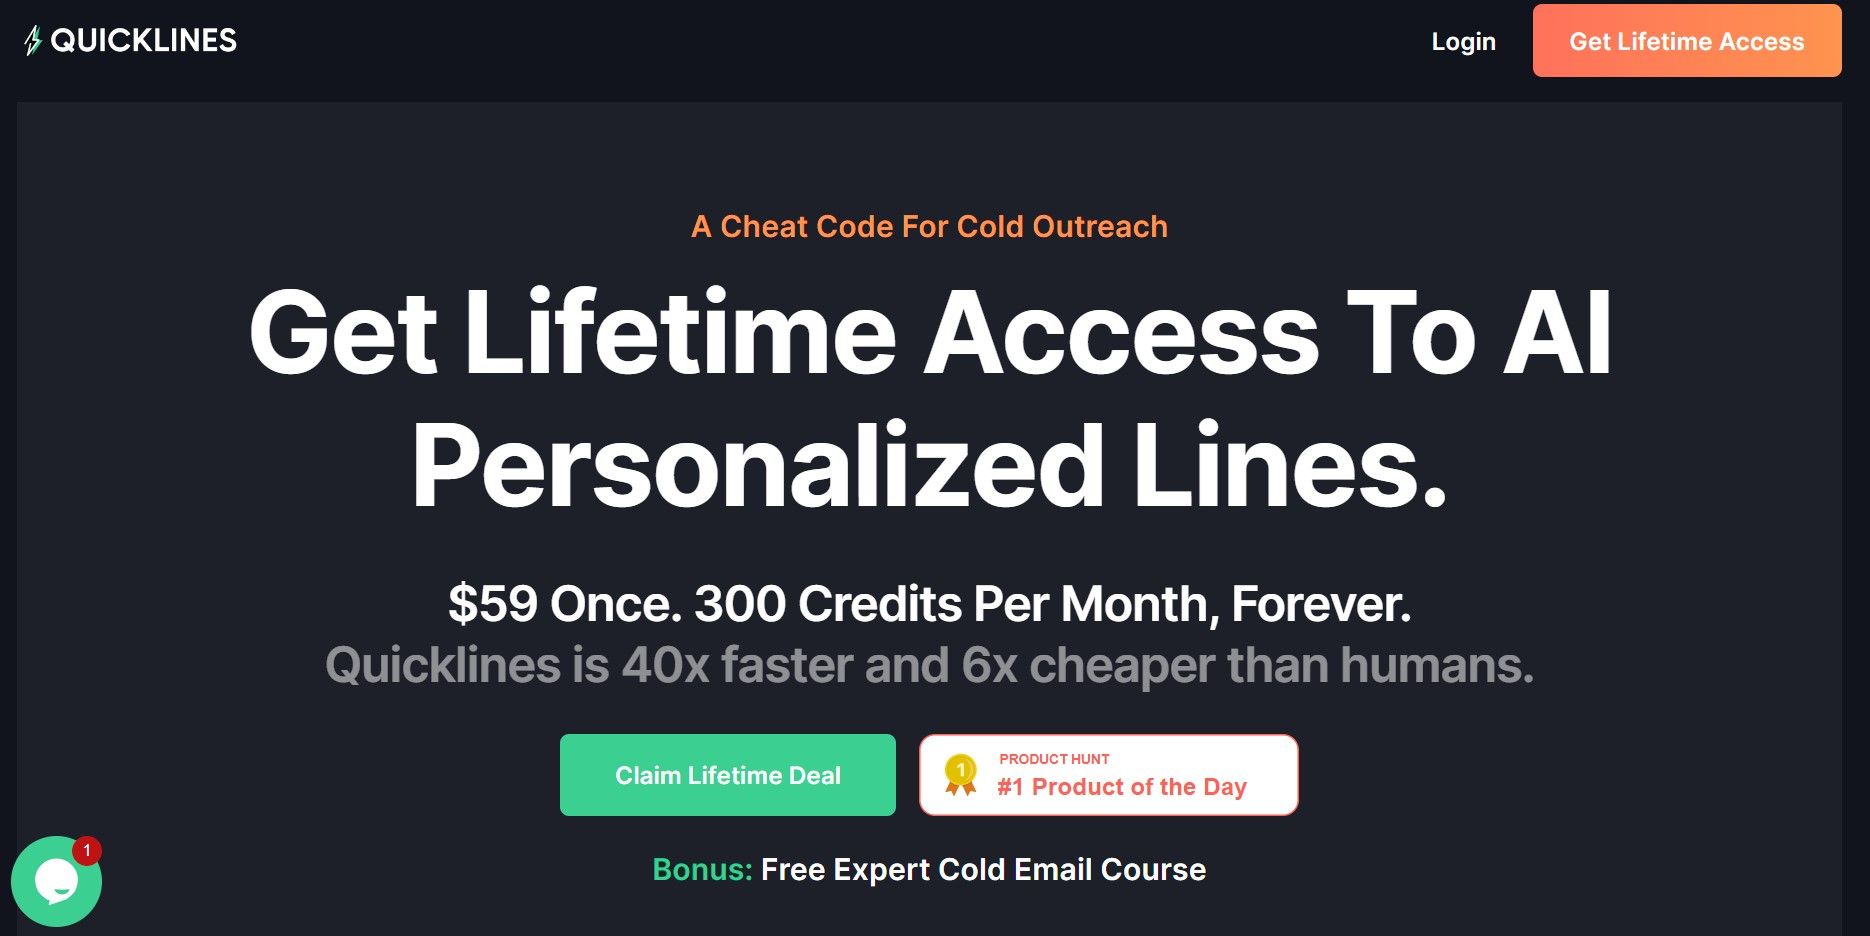 QUICKLINES
Login
Get Lifetime Access
A Cheat Code For Cold Outreach
Get Lifetime Access To AI
Personalized Lines.
$59 Once. 300 Credits Per Month, Forever.
Quicklines is 40x faster and 6x cheaper than humans.
Claim Lifetime Deal
1
PRODUCT HUNT
#1 Product of the Day
1
Bonus: Free Expert Cold Email Course